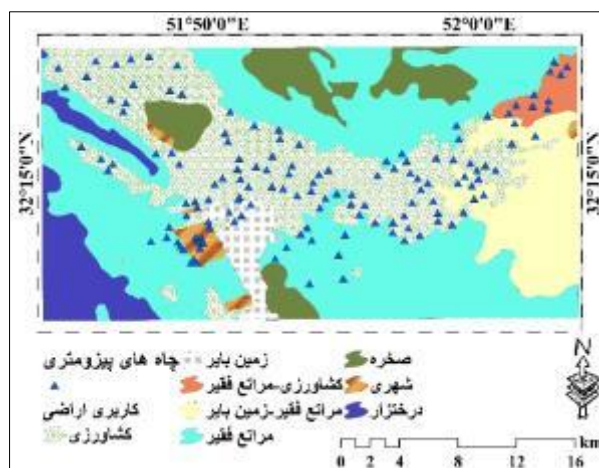 51°50'0"E 52°0'0"E
32°15'0"N 32°15'0"N
چاه های پیزومتری زمین بایر صخره
کشاورزی-مراتع فقیر شهری
کاربری اراضی مراتع فقیر-زمین بایر درختزار
کشاورزی مراتع فقیر
N
km
0 2 4 8 12 16